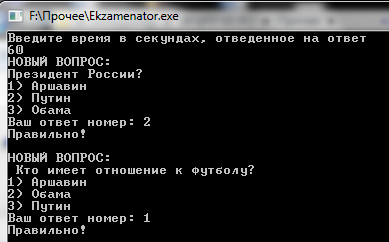 F:\Прочее\Ekzamenator.exe
Введите время в секундах, отведенное на ответ
60
НОВЫЙ ВОПРОС:
Президент России?
1) Аршавин
2) Путин
3) Обама
Ваш ответ номер: 2
Правильно!
НОВЫЙ ВОПРОС:
Кто имеет отношение к футболу?
1) Аршавин
2) Обама
3) Путин
Ваш ответ номер: 1
Правильно!